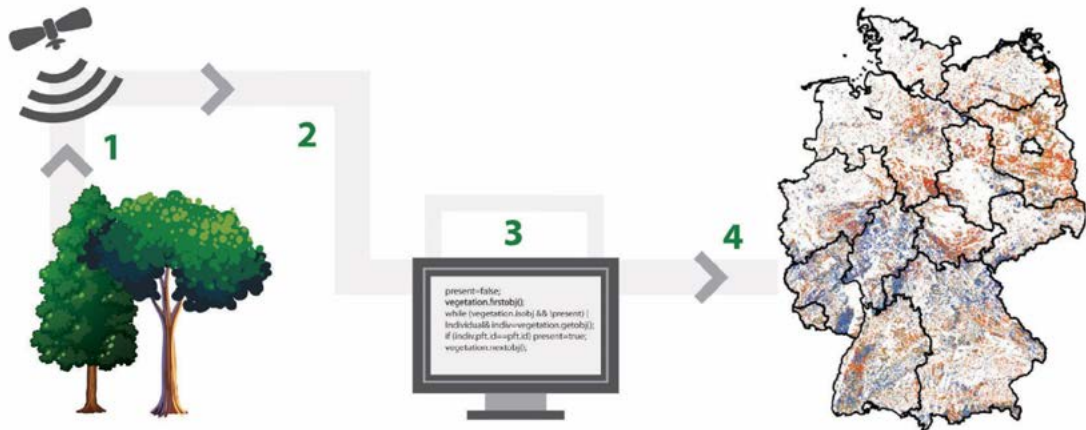 1
2
3
4
present=false;
vegetation.firstobj();
while (vegetation.isobj && !present) {
Individual& indiv=vegetation.getobj();
if (indiv.pft.id==pft.id) present=true;
vegetation.nextobj();